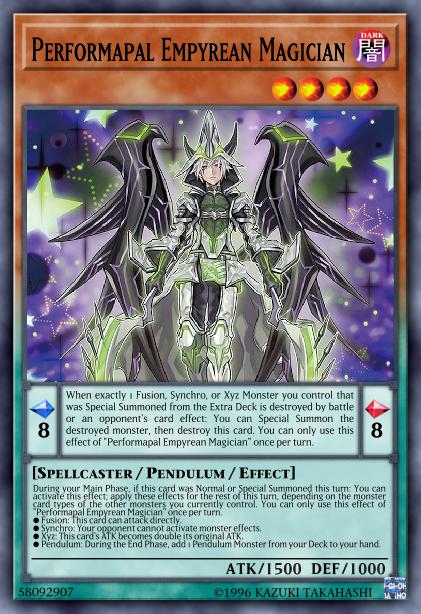 PERFORMAPAL EMPYREAN MAGICIAN
DARK
闇
When exactly 1 Fusion, Synchro, or Xyz Monster you control
that was Special Summoned from the Extra Deck is destroyed by battle
or an opponent's card effect: You can Special Summon the
destroyed monster, then destroy this card. You can only use this
effect of "Performapal Empyrean Magician" once per turn.
8
8
[SPELLCASTER / PENDULUM / EFFECT]
During your Main Phase, if this card was Normal or Special Summoned this turn: You can
activate this effect; apply these effects for the rest of this turn, depending on the monster
card types of the other monsters you currently control. You can only use this effect of
"Performapal Empyrean Magician" once per turn.
● Fusion: This card can attack directly.
● Synchro: Your opponent cannot activate monster effects.
● Xyz: This card's ATK becomes double its original ATK.
● Pendulum: During the End Phase, add 1 Pendulum Monster from your Deck to your hand.
ATK/1500 DEF/1000
58092907
©1996 KAZUKI TAKAHASHI